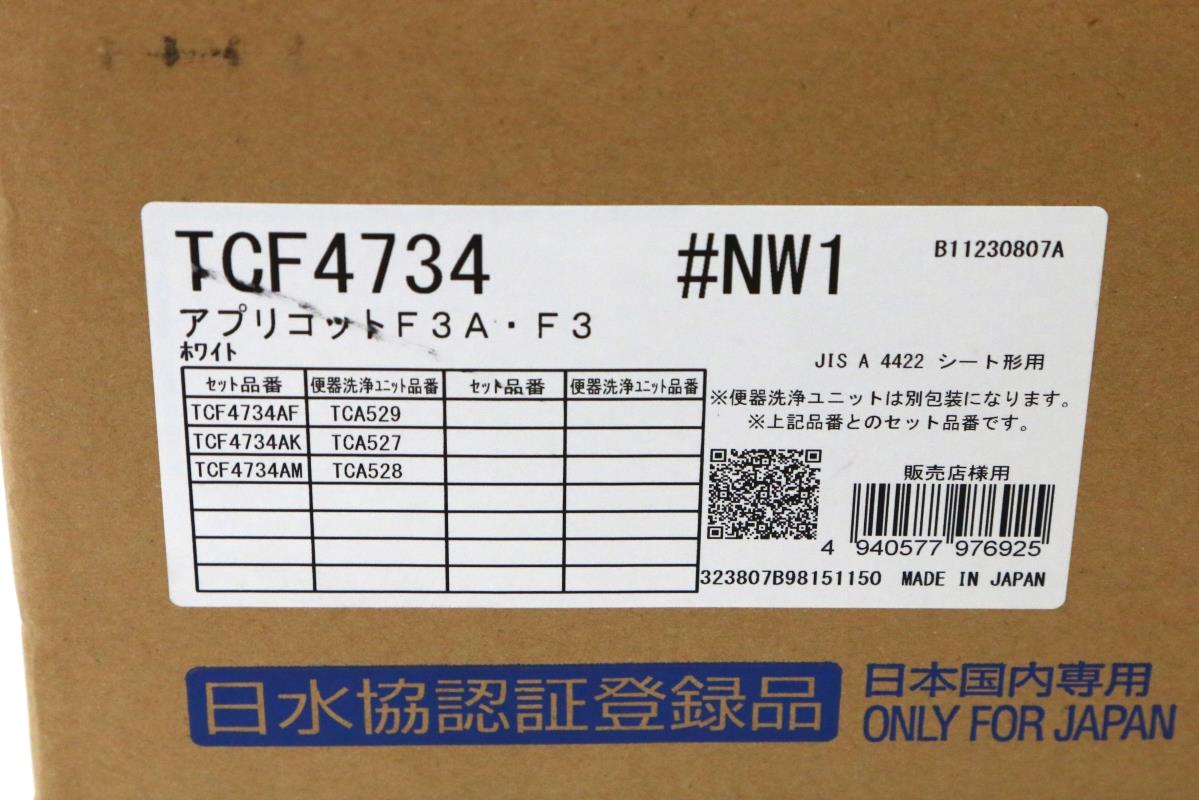 TCF4734 #NW1 B11230807A
アプリコットF3A・F3
ホワイト
JIS A 4422 シート形用
セット品番 便器洗浄ユニット品番 セット品番 便器洗浄ユニット品番
TCF4734AF TCA529
TCF4734AK TCA527
TCF4734AM TCA528
※便器洗浄ユニットは別包装になります。
※上記品番とのセット品番です。
販売店様用
4 940577 976925
323807B98151150 MADE IN JAPAN
日水協認証登録品
日本国内専用
ONLY FOR JAPAN